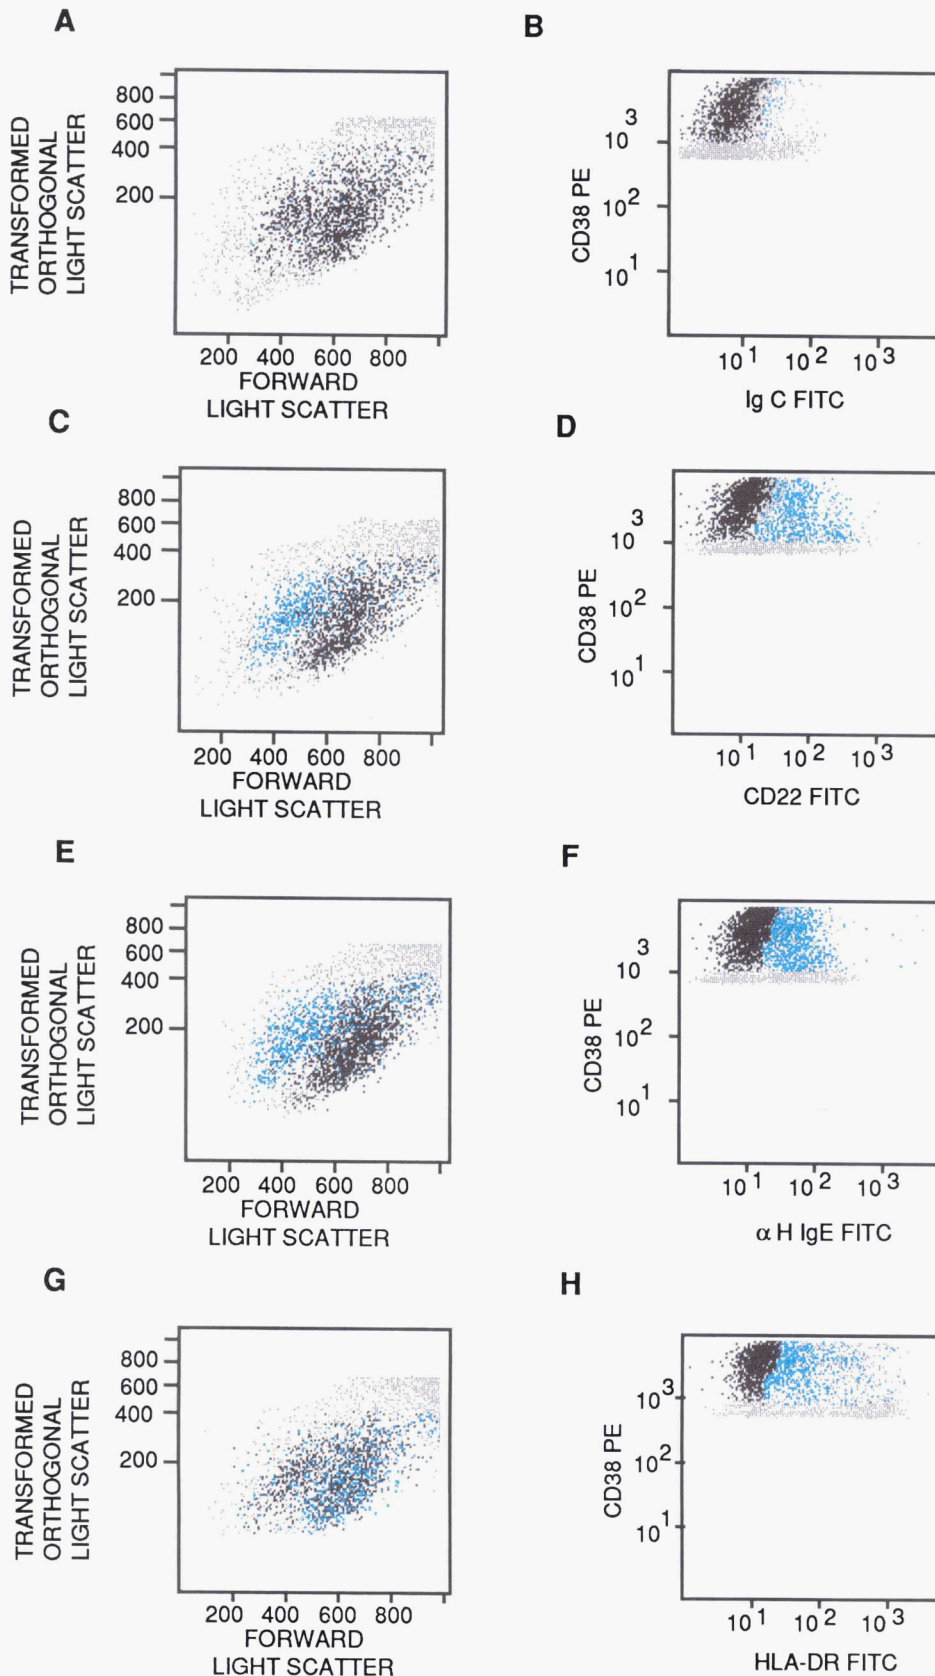 A
B
TRANSFORMED
ORTHOGONAL
LIGHT SCATTER
800
600
400
200
200 400 600 800
FORWARD
LIGHT SCATTER
CD38 PE
10 3
10 2
10 1
10 1 10 2 10 3
Ig C FITC
C
D
TRANSFORMED
ORTHOGONAL
LIGHT SCATTER
800
600
400
200
200 400 600 800
FORWARD
LIGHT SCATTER
CD38 PE
10 3
10 2
10 1
10 1 10 2 10 3
CD22 FITC
E
F
TRANSFORMED
ORTHOGONAL
LIGHT SCATTER
800
600
400
200
200 400 600 800
FORWARD
LIGHT SCATTER
CD38 PE
10 3
10 2
10 1
10 1 10 2 10 3
α H IgE FITC
G
H
TRANSFORMED
ORTHOGONAL
LIGHT SCATTER
800
600
400
200
200 400 600 800
FORWARD
LIGHT SCATTER
CD38 PE
10 3
10 2
10 1
10 1 10 2 10 3
HLA-DR FITC